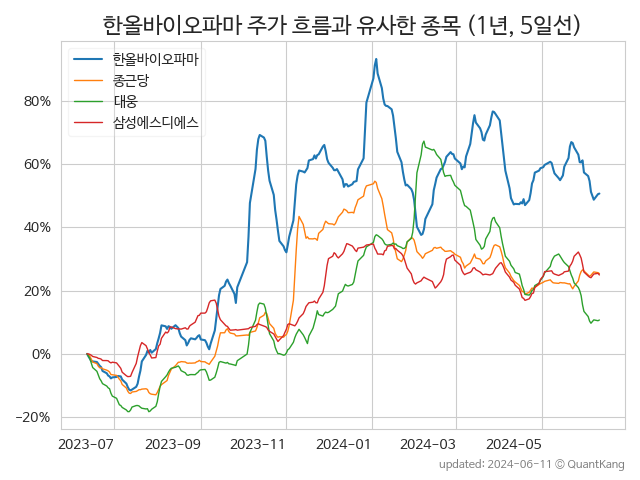 한올바이오파마 주가 흐름과 유사한 종목 (1년, 5일선)
한올바이오파마
종근당
대웅
삼성에스디에스
80%
60%
40%
20%
0%
−20%
2023-07
2023-09
2023-11
2024-01
2024-03
2024-05
updated: 2024-06-11 © QuantKang